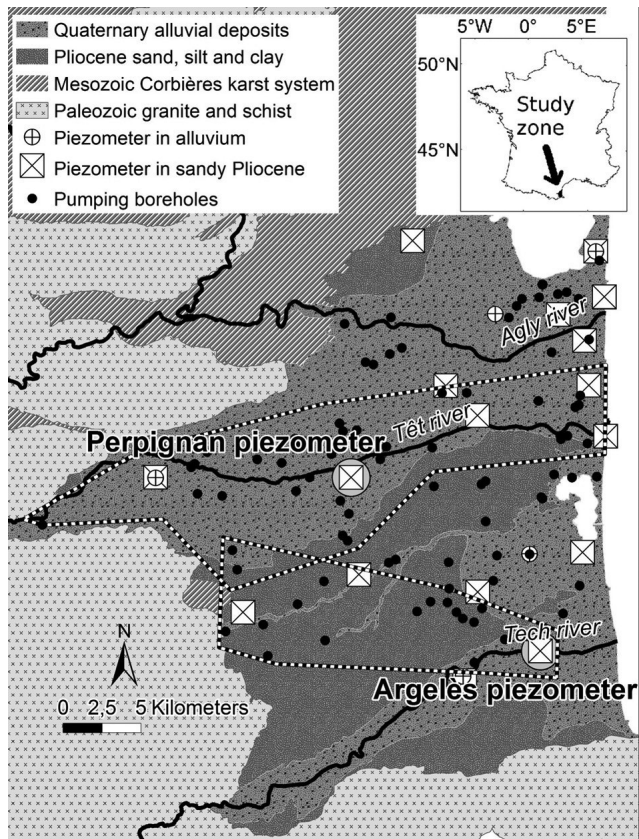 Quaternary alluvial deposits
Pliocene sand, silt and clay
Mesozoic Corbières karst system
Paleozoic granite and schist
Piezometer in alluvium
Piezometer in sandy Pliocene
Pumping boreholes
5°W 0° 5°E
50°N
45°N
Study
zone
Agly river
Têt river
Perpignan piezometer
Tech river
Argelès piezometer
N
0 2,5 5 Kilometers